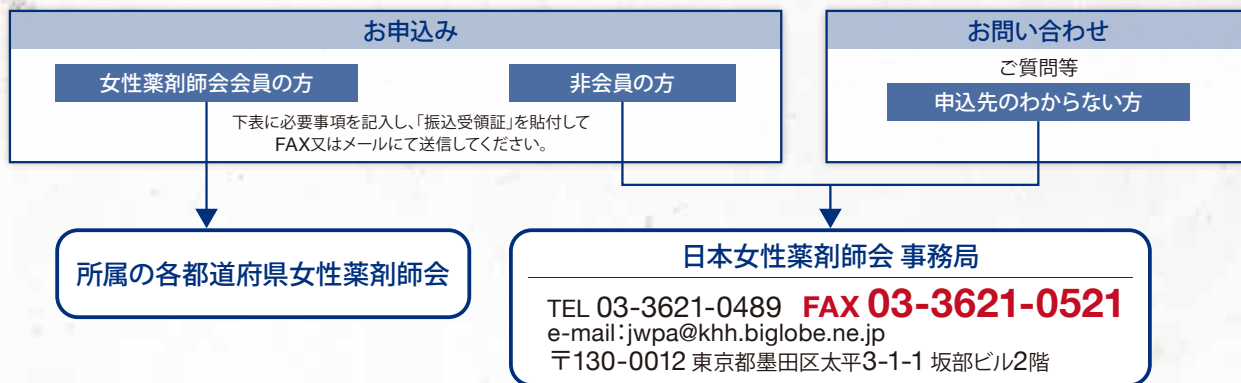 お申込み
女性薬剤師会会員の方
非会員の方
下表に必要事項を記入し、「振込受領証」を貼付して
FAX又はメールにて送信してください。
お問い合わせ
ご質問等
申込先のわからない方
所属の各都道府県女性薬剤師会
日本女性薬剤師会 事務局
TEL 03-3621-0489 FAX 03-3621-0521
e-mail：jwpa@khh.biglobe.ne.jp
〒130-0012 東京都墨田区太平3-1-1 坂部ビル2階